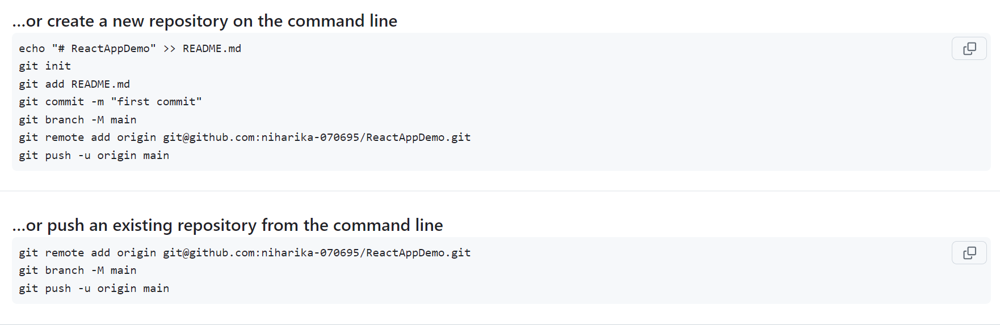 ...or create a new repository on the command line
echo "# ReactAppDemo" >> README.md
git init
git add README.md
git commit -m "first commit"
git branch -M main
git remote add origin git@github.com:niharika-070695/ReactAppDemo.git
git push -u origin main
...or push an existing repository from the command line
git remote add origin git@github.com:niharika-070695/ReactAppDemo.git
git branch -M main
git push -u origin main